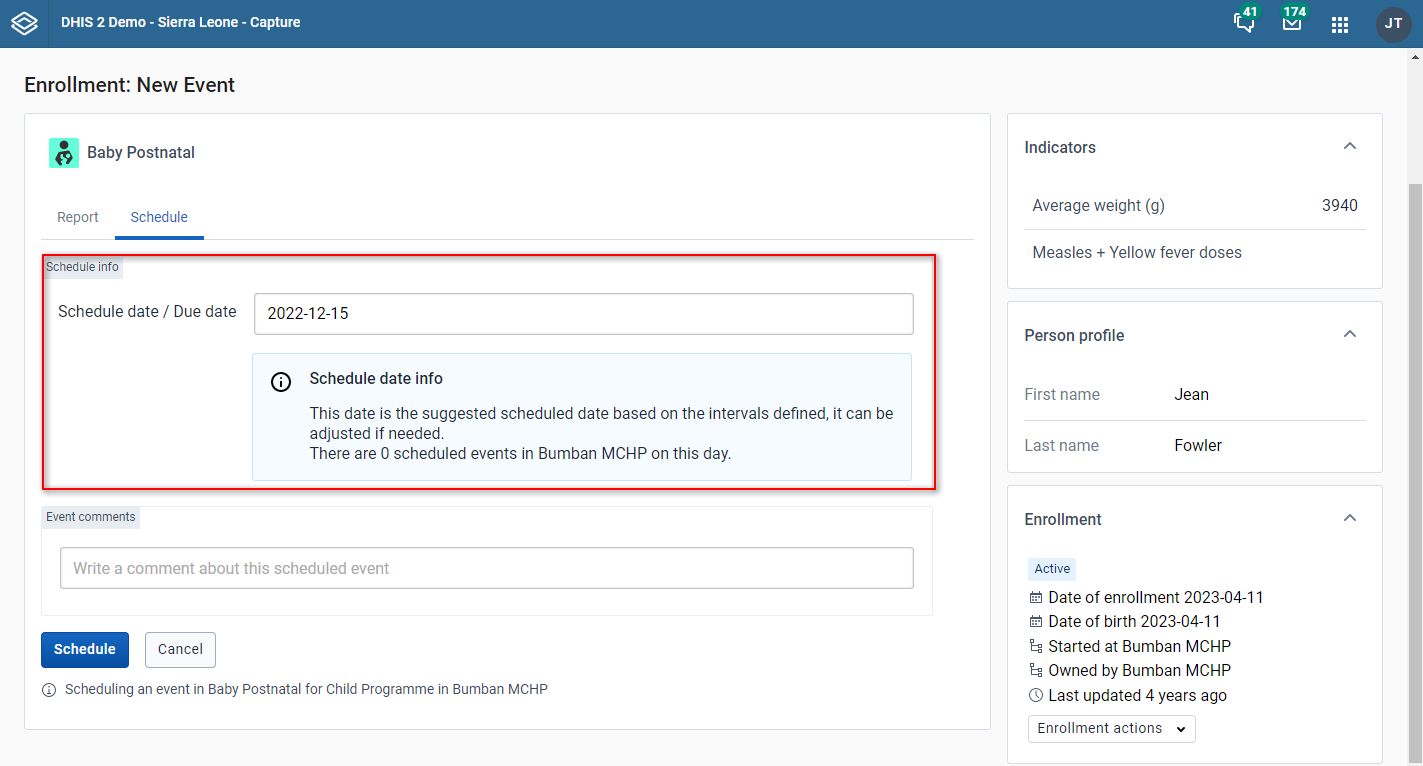 DHIS 2 Demo - Sierra Leone - Capture
41
174
JT
Enrollment: New Event
Baby Postnatal
Report
Schedule
Schedule info
Schedule date / Due date
2022-12-15
Schedule date info
This date is the suggested scheduled date based on the intervals defined, it can be
adjusted if needed.
There are 0 scheduled events in Bumban MCHP on this day.
Event comments
Write a comment about this scheduled event
Schedule
Cancel
Scheduling an event in Baby Postnatal for Child Programme in Bumban MCHP
Indicators
Average weight (g) 3940
Measles + Yellow fever doses
Person profile
First name Jean
Last name Fowler
Enrollment
Active
Date of enrollment 2023-04-11
Date of birth 2023-04-11
Started at Bumban MCHP
Owned by Bumban MCHP
Last updated 4 years ago
Enrollment actions